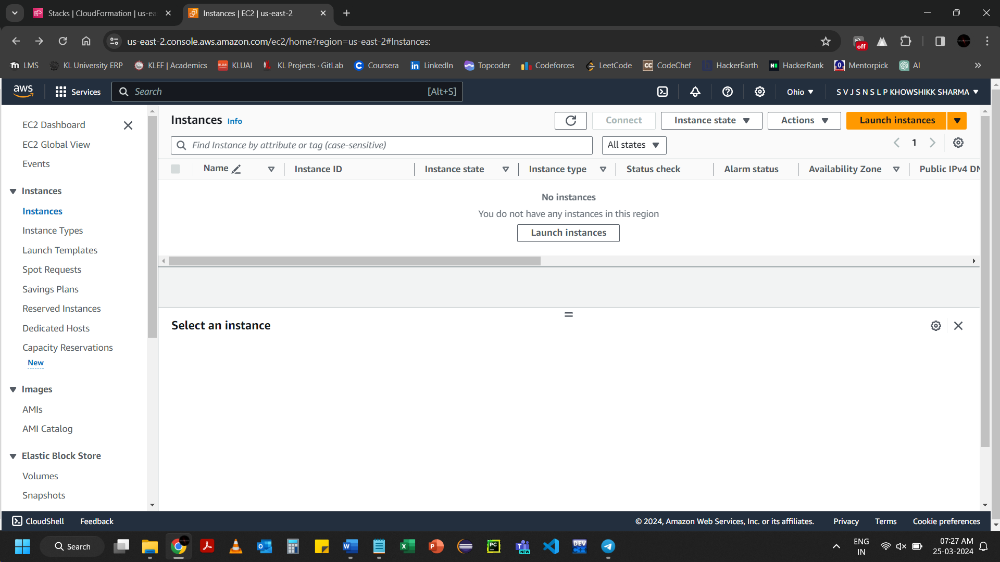 Stacks | CloudFormation | us-ea
Instances | EC2 | us-east-2
us-east-2.console.aws.amazon.com/ec2/home?region=us-east-2#Instances:
off
LMS
KL University ERP
KLEF | Academics
KLUAI
KL Projects · GitLab
Coursera
LinkedIn
Topcoder
Codeforces
LeetCode
CodeChef
HackerEarth
HackerRank
Mentorpick
AI
aws
Services
Search
[Alt+S]
Ohio
S V J S N S L P KHOWSHIKK SHARMA
EC2 Dashboard
EC2 Global View
Events
Instances
Instances
Instance Types
Launch Templates
Spot Requests
Savings Plans
Reserved Instances
Dedicated Hosts
Capacity Reservations
New
Images
AMIs
AMI Catalog
Elastic Block Store
Volumes
Snapshots
Instances Info
Connect
Instance state
Actions
Launch instances
Find Instance by attribute or tag (case-sensitive)
All states
1
Name
Instance ID
Instance state
Instance type
Status check
Alarm status
Availability Zone
Public IPv4 DN
No instances
You do not have any instances in this region
Launch instances
Select an instance
CloudShell
Feedback
© 2024, Amazon Web Services, Inc. or its affiliates.
Privacy
Terms
Cookie preferences
Search
ENG
IN
07:27 AM
25-03-2024